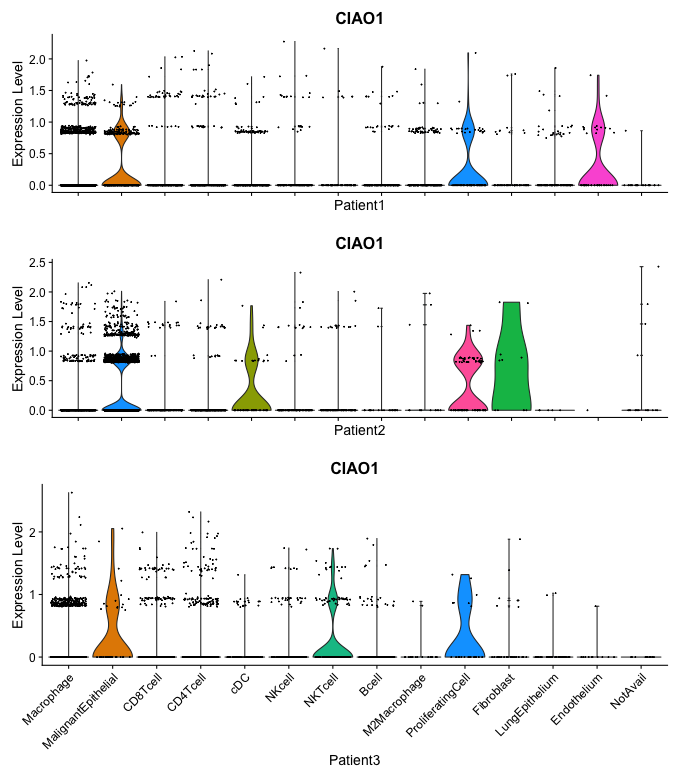 CIAO1
Expression Level
2.0
1.5
1.0
0.5
0.0
Patient1
CIAO1
Expression Level
2.5
2.0
1.5
1.0
0.5
0.0
Patient2
CIAO1
Expression Level
2
1
0
Macrophage
MalignantEpithelial
CD8Tcell
CD4Tcell
cDC
NKcell
NKTcell
Bcell
M2Macrophage
ProliferatingCell
Fibroblast
LungEpithelium
Endothelium
NotAvail
Patient3